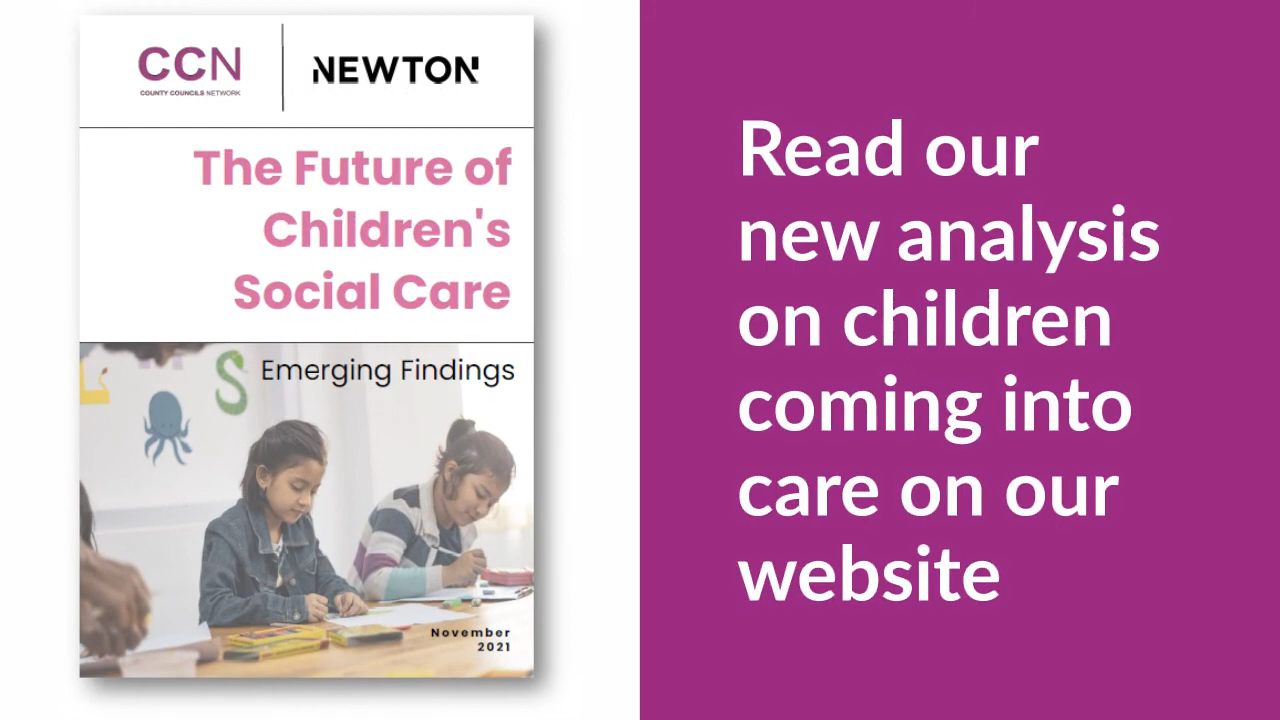 CCN
COUNTY COUNCILS NETWORK
NEWTON
The Future of
Children's
Social Care
Emerging Findings
November
2021
Read our
new analysis
on children
coming into
care on our
website